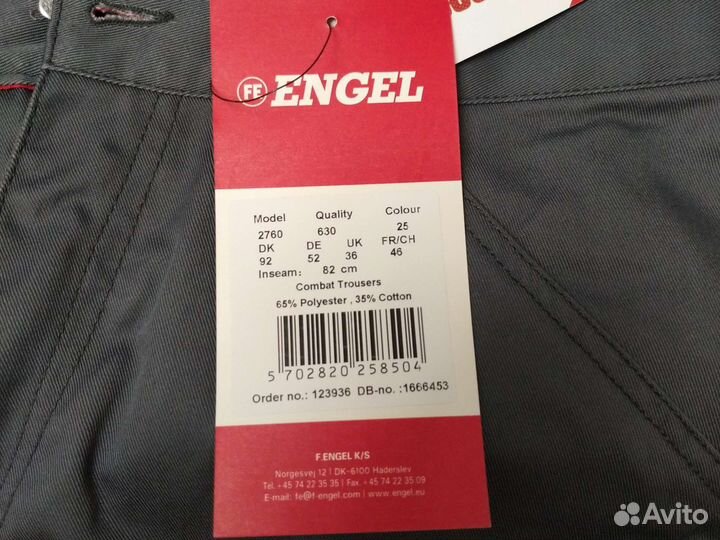 FE ENGEL
Model Quality Colour
2760 630 25
DK DE UK FR/CH
92 52 36 46
Inseam: 82 cm
Combat Trousers
65% Polyester , 35% Cotton
5 702820 258504
Order no.: 123936 DB-no. :1666453
F.ENGEL K/S
Norgesvej 12 | DK-6100 Haderslev
Tel. +45 74 22 35 35 | Fax. +45 74 22 35 09
E-mail: fe@f-engel.com | www.engel.eu
Avito